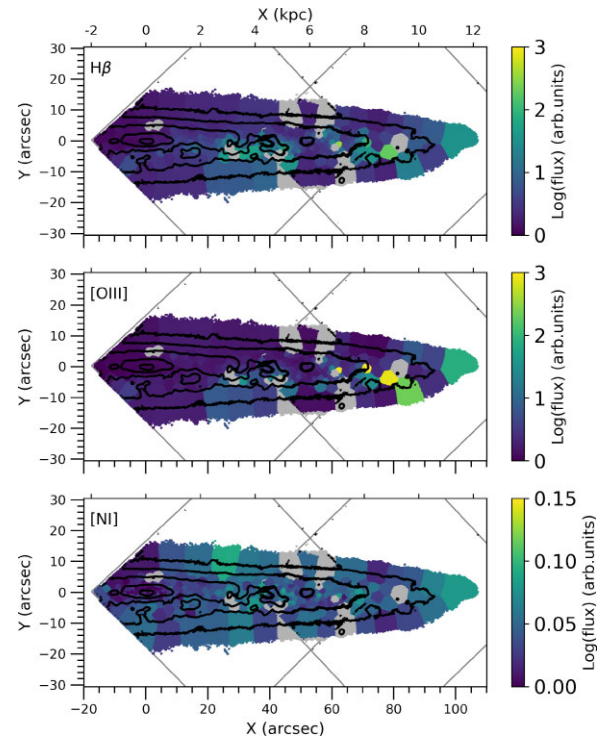 X (kpc)
-2 0 2 4 6 8 10 12
30
20
10
0
−10
−20
−30
Y (arcsec)
Hβ
3
2
1
0
Log(flux) (arb.units)
30
20
10
0
−10
−20
−30
Y (arcsec)
[OIII]
3
2
1
0
Log(flux) (arb.units)
30
20
10
0
−10
−20
−30
Y (arcsec)
[NI]
0.15
0.10
0.05
0.00
Log(flux) (arb.units)
−20 0 20 40 60 80 100
X (arcsec)